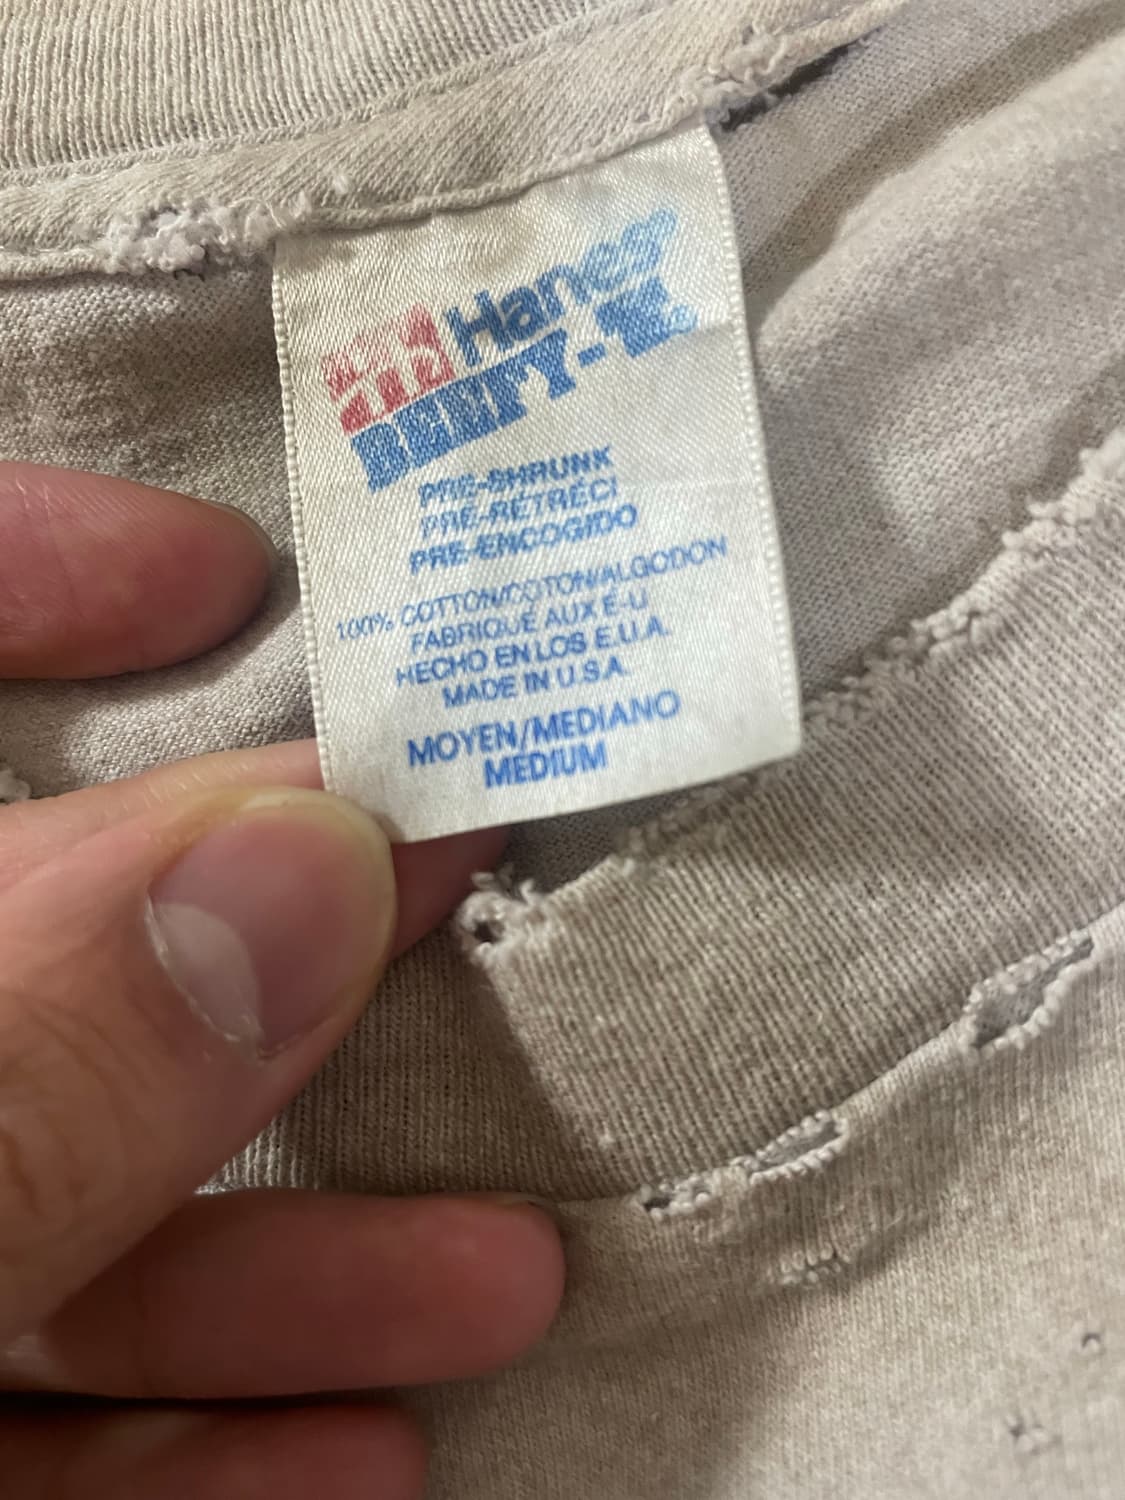 Hanes®
BEEFY-T®
PRE-SHRUNK
PRE-RÉTRÉCI
PRE-ENCOGIDO
100% COTTON/COTON/ALGODON
FABRIQUÉ AUX É-U
HECHO EN LOS E.U.A.
MADE IN U.S.A.
MOYEN/MEDIANO
MEDIUM